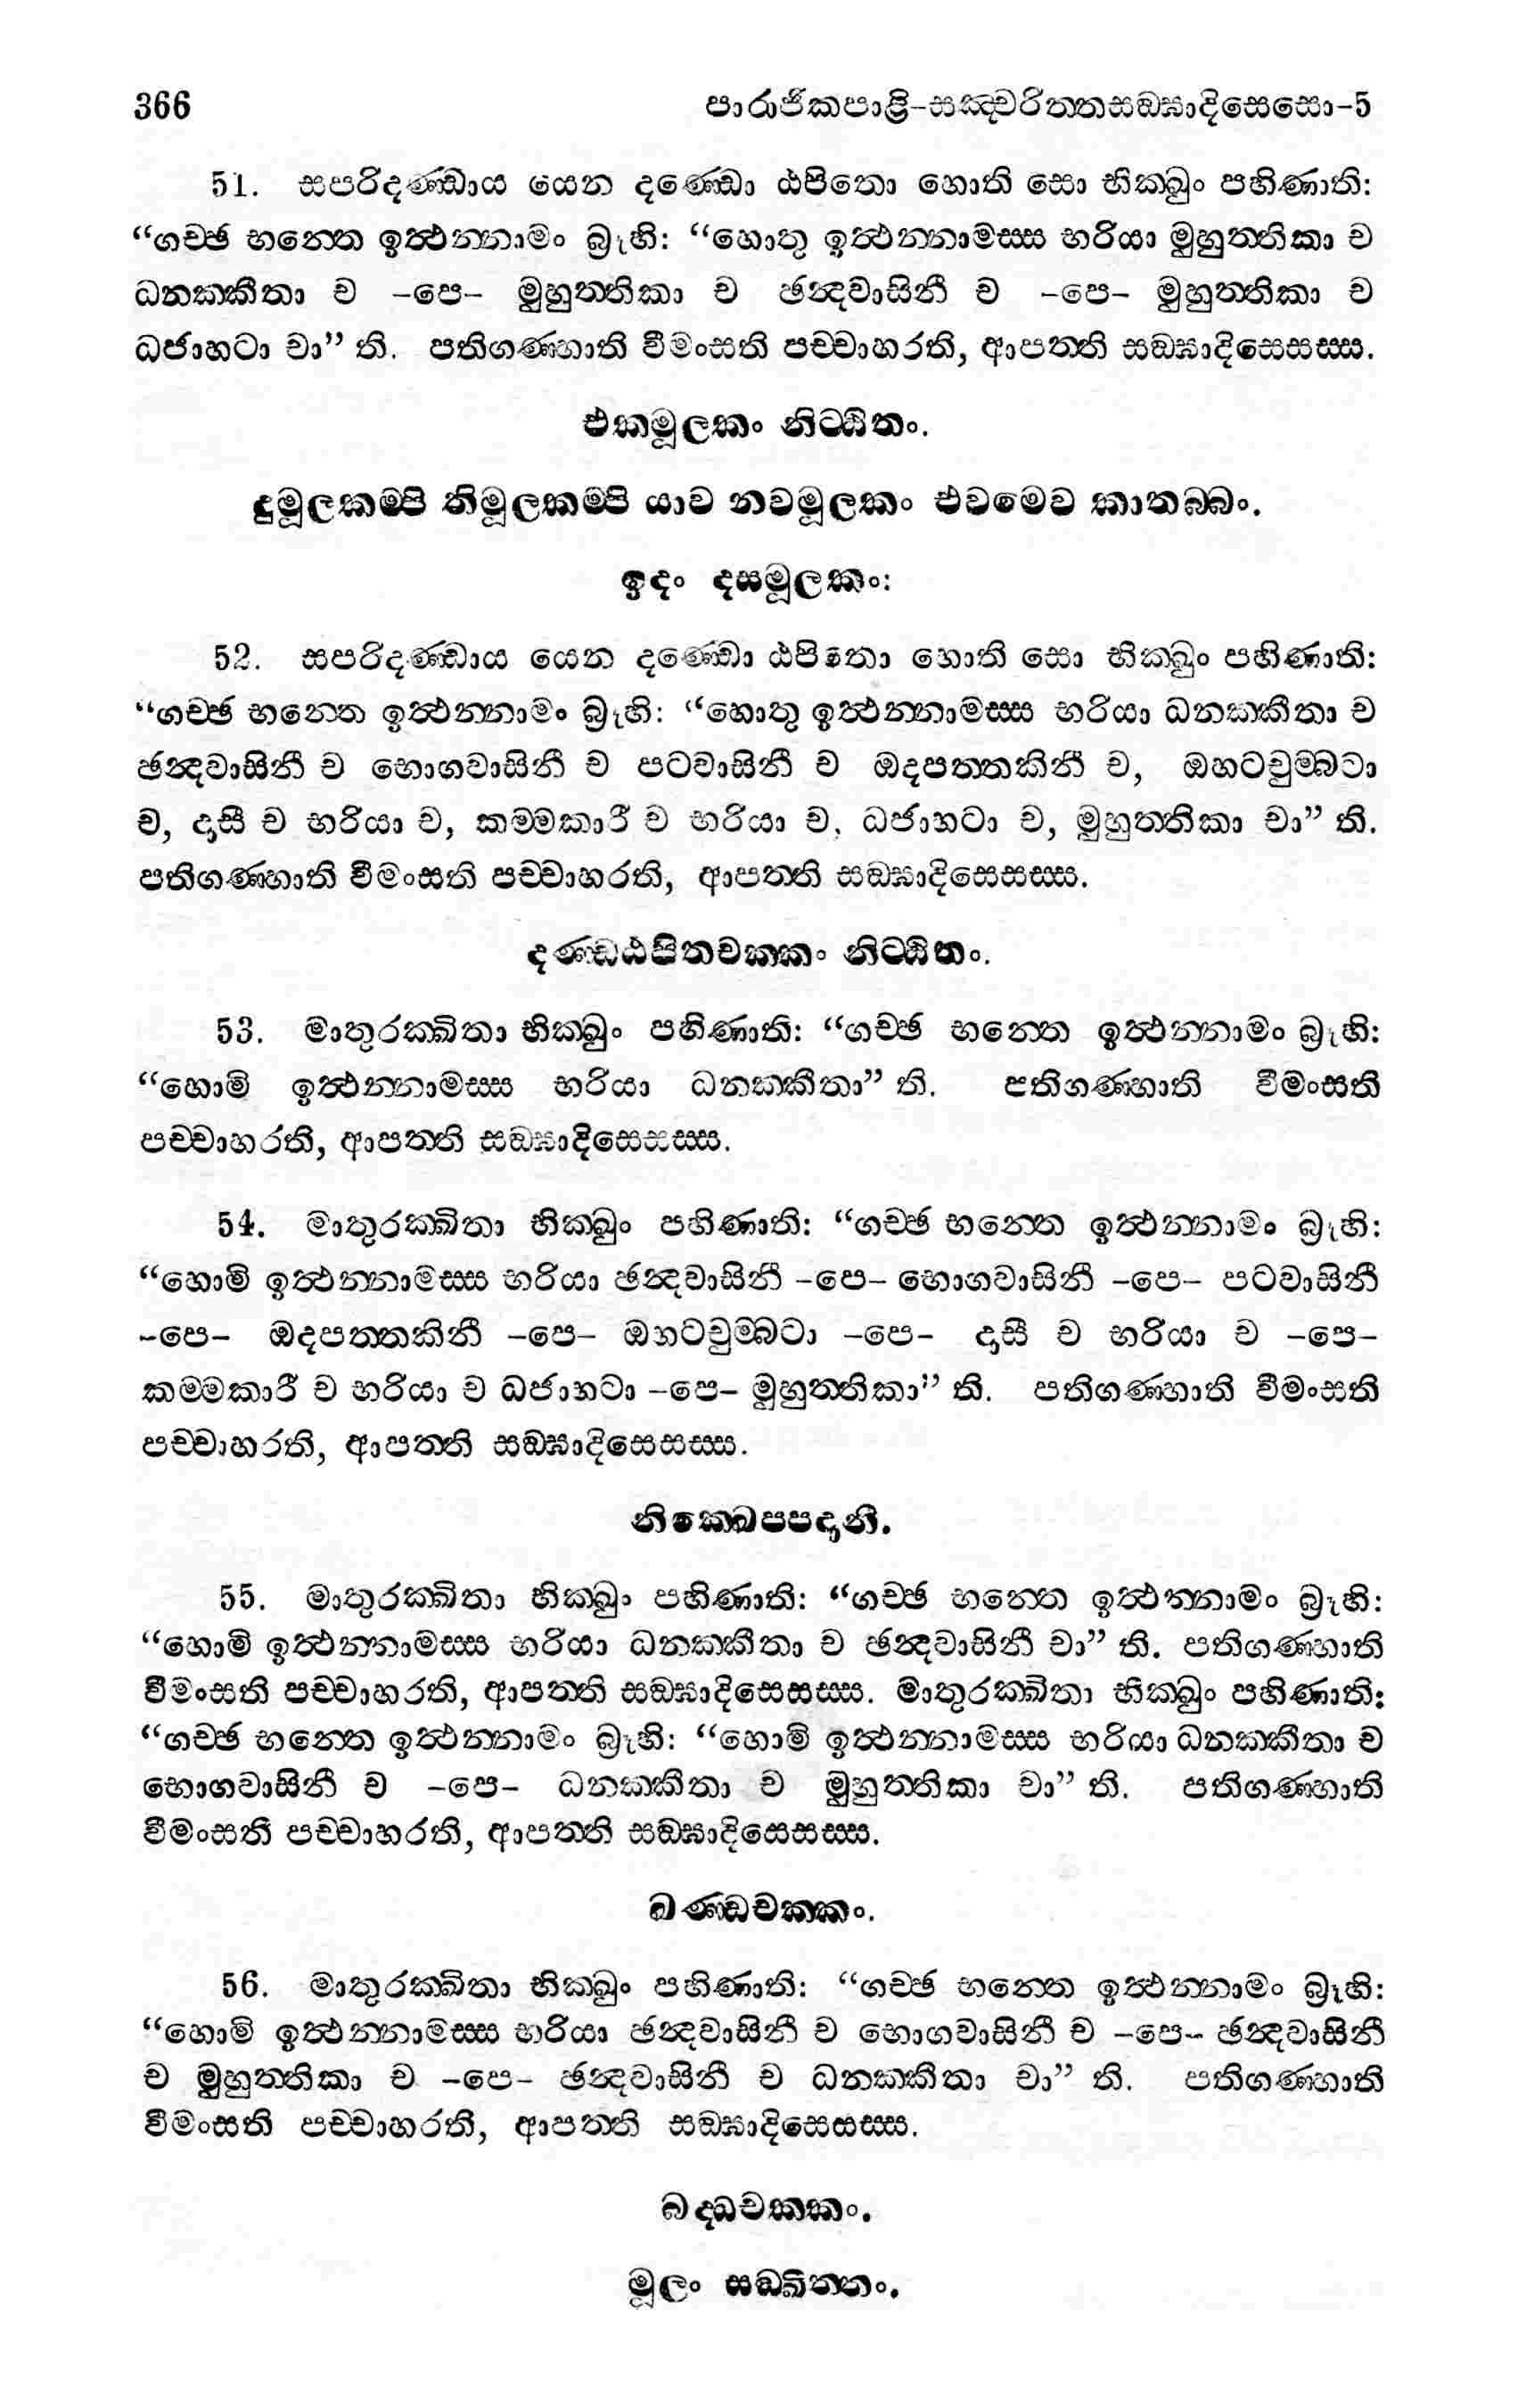 366 පාරාජිකපාළි-සඤ්චරිත්තසඞ්ඝාදිසෙසො-5
51. සපරිදණ්ඩාය යෙන දණ්ඩො ඨපිතො හොති සො භික්ඛුං පහිණාති:
“ගච්ඡ භන්තෙ ඉත්ථන්නාමං බ්‍රූහි: “හොතු ඉත්ථන්නාමස්ස භරියා මුහුත්තිකා ච
ධනක්කීතා ච -පෙ- මුහුත්තිකා ච ඡන්දවාසිනී ච -පෙ- මුහුත්තිකා ච
ධජාහටා චා” ති. පතිගණ්හාති වීමංසති පච්චාහරති, ආපත්ති සඞ්ඝාදිසෙසස්ස.
එකමූලකං නිට්ඨිතං.
දුමූලකම්පි තිමූලකම්පි යාව නවමූලකං එවමෙව කාතබ්බං.
ඉදං දසමූලකං:
52. සපරිදණ්ඩාය යෙන දණ්ඩො ඨපිතො හොති සො භික්ඛුං පහිණාති:
“ගච්ඡ භන්තෙ ඉත්ථන්නාමං බ්‍රූහි: “හොතු ඉත්ථන්නාමස්ස භරියා ධනක්කීතා ච
ඡන්දවාසිනී ච භොගවාසිනී ච පටවාසිනී ච ඔදපත්තකිනී ච, ඔභටචුම්බටා
ච, දාසී ච භරියා ච, කම්මකාරී ච භරියා ච, ධජාහටා ච, මුහුත්තිකා චා” ති.
පතිගණ්හාති වීමංසති පච්චාහරති, ආපත්ති සඞ්ඝාදිසෙසස්ස.
දණ්ඩඨපිතචක්කං නිට්ඨිතං.
53. මාතුරක්ඛිතා භික්ඛුං පහිණාති: “ගච්ඡ භන්තෙ ඉත්ථන්නාමං බ්‍රූහි:
“හොමි ඉත්ථන්නාමස්ස භරියා ධනක්කීතා” ති. පතිගණ්හාති වීමංසති
පච්චාහරති, ආපත්ති සඞ්ඝාදිසෙසස්ස.
54. මාතුරක්ඛිතා භික්ඛුං පහිණාති: “ගච්ඡ භන්තෙ ඉත්ථන්නාමං බ්‍රූහි:
“හොමි ඉත්ථන්නාමස්ස භරියා ඡන්දවාසිනී -පෙ- භොගවාසිනී -පෙ- පටවාසිනී
-පෙ- ඔදපත්තකිනී -පෙ- ඔභටචුම්බටා -පෙ- දාසී ච භරියා ච -පෙ-
කම්මකාරී ච භරියා ච ධජාහටා -පෙ- මුහුත්තිකා” ති. පතිගණ්හාති වීමංසති
පච්චාහරති, ආපත්ති සඞ්ඝාදිසෙසස්ස.
නික්ඛෙපපදානි.
55. මාතුරක්ඛිතා භික්ඛුං පහිණාති: “ගච්ඡ භන්තෙ ඉත්ථන්නාමං බ්‍රූහි:
“හොමි ඉත්ථන්නාමස්ස භරියා ධනක්කීතා ච ඡන්දවාසිනී චා” ති. පතිගණ්හාති
වීමංසති පච්චාහරති, ආපත්ති සඞ්ඝාදිසෙසස්ස. මාතුරක්ඛිතා භික්ඛුං පහිණාති:
“ගච්ඡ භන්තෙ ඉත්ථන්නාමං බ්‍රූහි: “හොමි ඉත්ථන්නාමස්ස භරියා ධනක්කීතා ච
භොගවාසිනී ච -පෙ- ධනක්කීතා ච මුහුත්තිකා චා” ති. පතිගණ්හාති
වීමංසති පච්චාහරති, ආපත්ති සඞ්ඝාදිසෙසස්ස.
ඛණ්ඩචක්කං.
56. මාතුරක්ඛිතා භික්ඛුං පහිණාති: “ගච්ඡ භන්තෙ ඉත්ථන්නාමං බ්‍රූහි:
“හොමි ඉත්ථන්නාමස්ස භරියා ඡන්දවාසිනී ච භොගවාසිනී ච -පෙ- ඡන්දවාසිනී
ච මුහුත්තිකා ච -පෙ- ඡන්දවාසිනී ච ධනක්කීතා චා” ති. පතිගණ්හාති
වීමංසති පච්චාහරති, ආපත්ති සඞ්ඝාදිසෙසස්ස.
බද්ධචක්කං.
මූලං සඞ්ඛිත්තං.